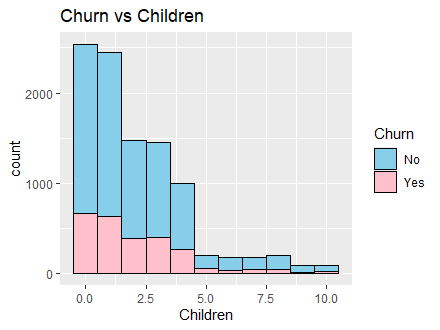 Churn vs Children
count
2000
1000
0
0.0 2.5 5.0 7.5 10.0
Children
Churn
No
Yes